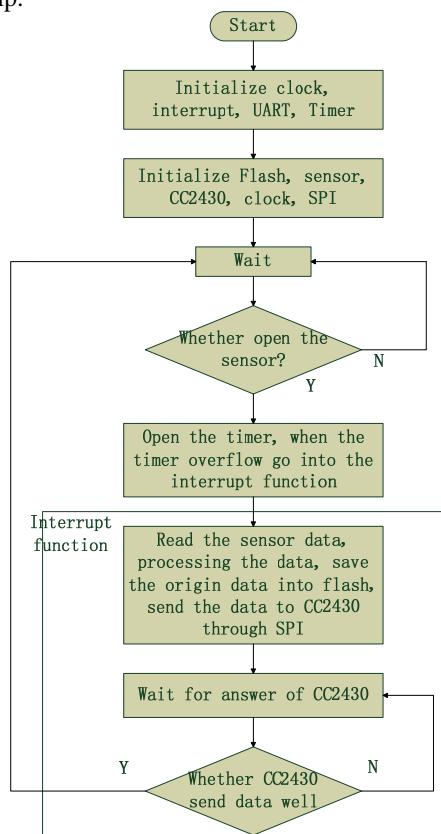 up.
Start
Initialize clock,
interrupt, UART, Timer
Initialize Flash, sensor,
CC2430, clock, SPI
Wait
Whether open the
sensor?
N
Y
Open the timer, when the
timer overflow go into the
interrupt function
Interrupt
function
Read the sensor data,
processing the data, save
the origin data into flash,
send the data to CC2430
through SPI
Wait for answer of CC2430
Whether CC2430
send data well
Y
N